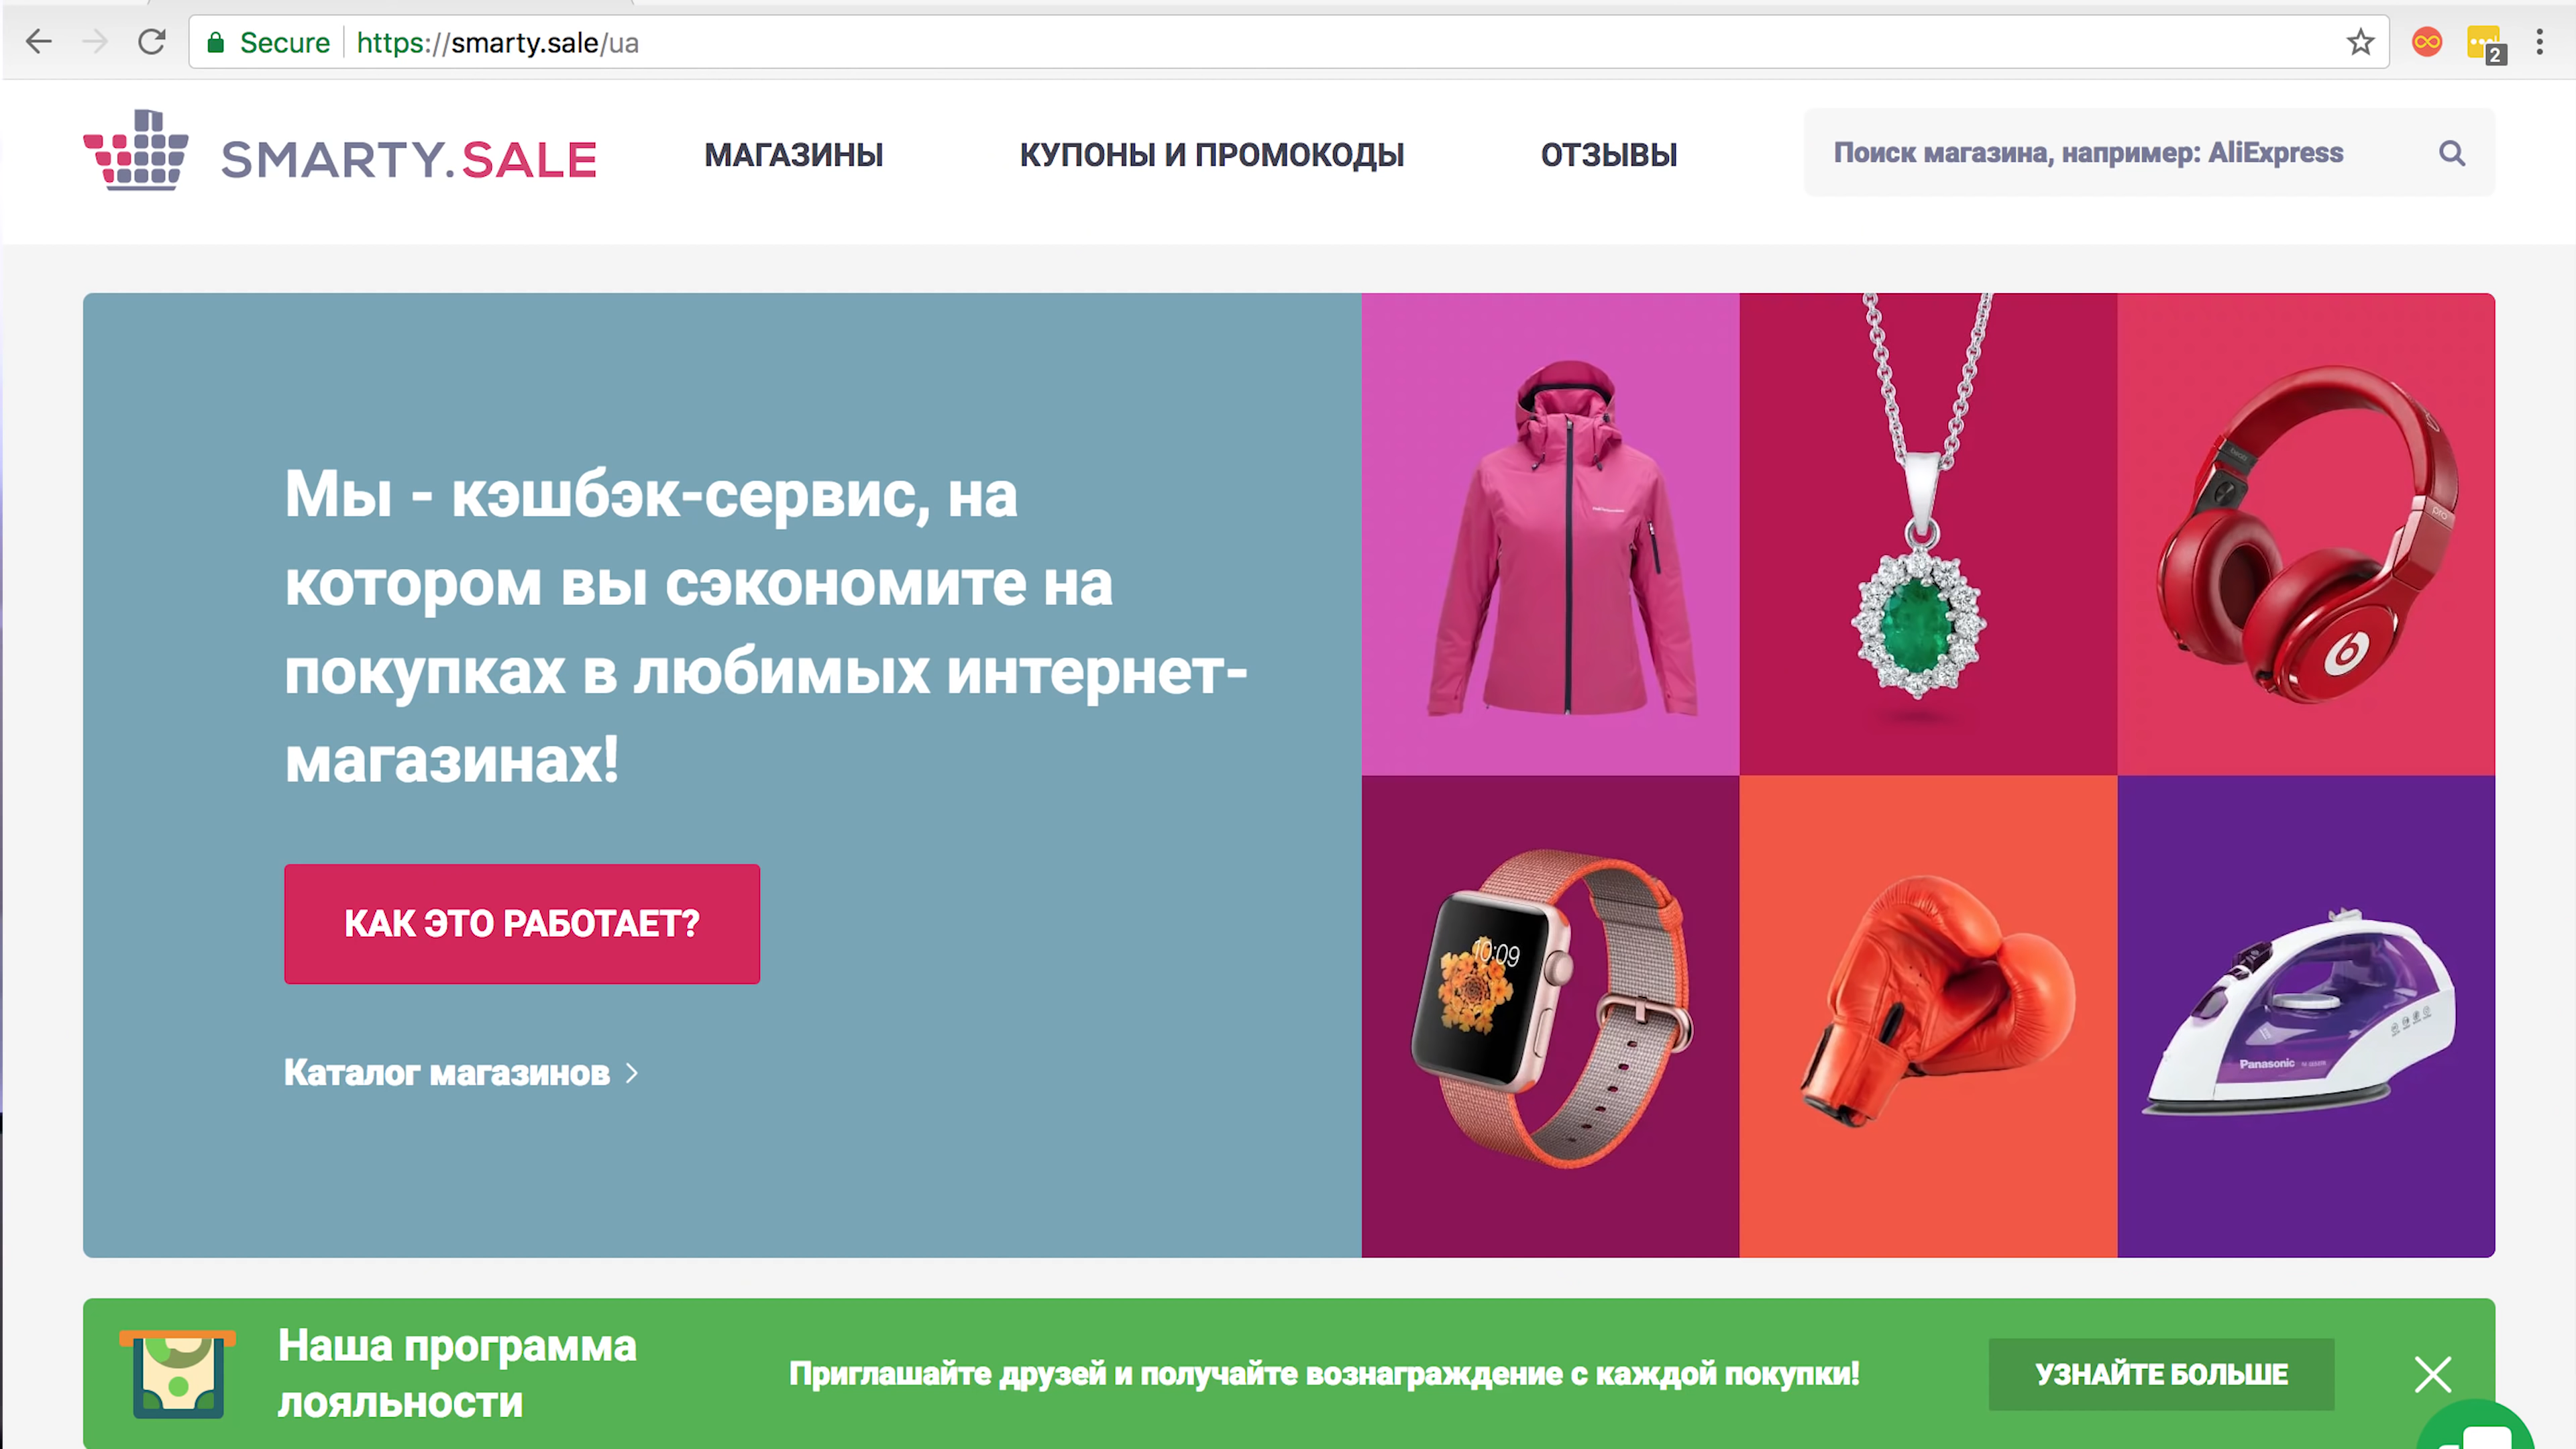 Secure
https://smarty.sale/ua
2
SMARTY.SALE
МАГАЗИНЫ
КУПОНЫ И ПРОМОКОДЫ
ОТЗЫВЫ
Поиск магазина, например: AliExpress
Мы - кэшбэк-сервис, на
котором вы сэкономите на
покупках в любимых интернет-
магазинах!
КАК ЭТО РАБОТАЕТ?
Каталог магазинов
pro
10:09
Panasonic
Наша программа
лояльности
Приглашайте друзей и получайте вознаграждение с каждой покупки!
УЗНАЙТЕ БОЛЬШЕ